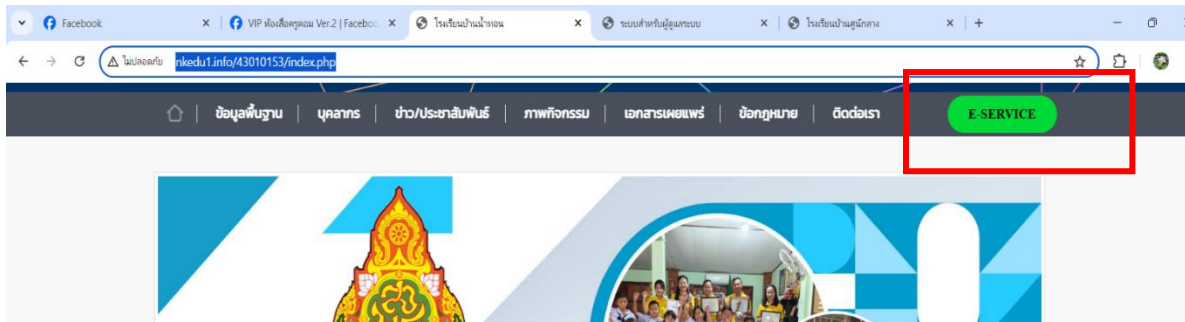 Facebook
VIP ห้องสื่อครูคอม Ver.2 | Faceboo
โรงเรียนบ้านน้ำทอน
ระบบสำหรับผู้ดูแลระบบ
โรงเรียนบ้านศูนย์กลาง
ไม่ปลอดภัย nkedu1.info/43010153/index.php
ข้อมูลพื้นฐาน | บุคลากร | ข่าว/ประชาสัมพันธ์ | ภาพกิจกรรม | เอกสารเผยแพร่ | ข้อกฎหมาย | ติดต่อเรา
E-SERVICE